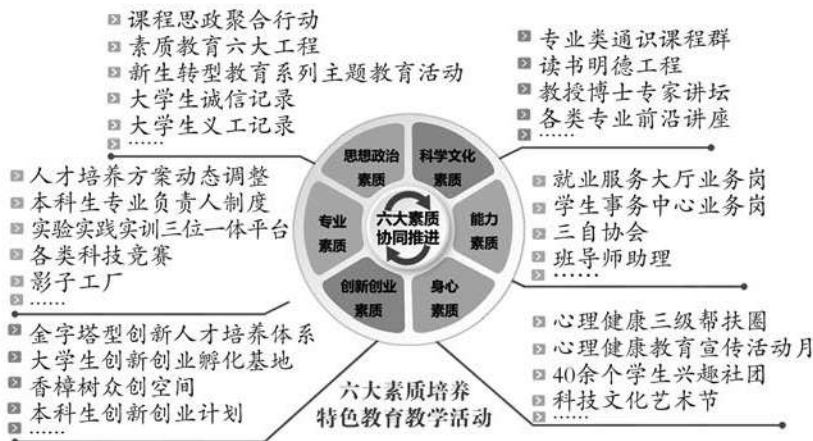 课程思政聚合行动
素质教育六大工程
新生转型教育系列主题教育活动
大学生诚信记录
大学生义工记录
……
专业类通识课程群
读书明德工程
教授博士专家讲坛
各类专业前沿讲座
……
人才培养方案动态调整
本科生专业负责人制度
实验实践实训三位一体平台
各类科技竞赛
影子工厂
……
思想政治
素质
科学文化
素质
专业
素质
六大素质
协同推进
能力
素质
创新创业
素质
身心
素质
就业服务大厅业务岗
学生事务中心业务岗
三自协会
班导师助理
……
金字塔型创新人才培养体系
大学生创新创业孵化基地
香樟树众创空间
本科生创新创业计划
……
六大素质培养
特色教育教学活动
心理健康三级帮扶圈
心理健康教育宣传活动月
40余个学生兴趣社团
科技文化艺术节
……